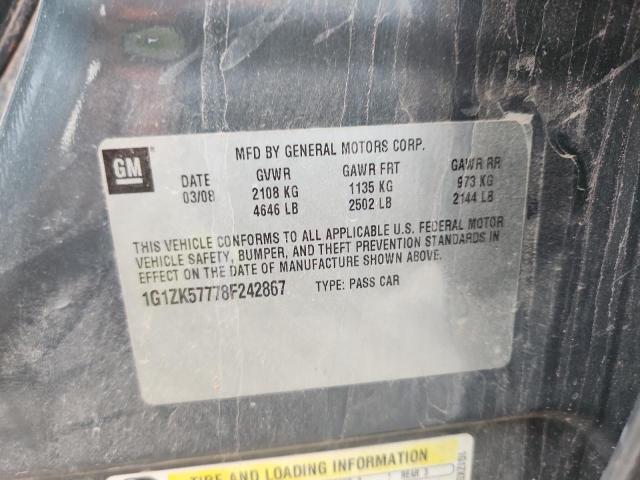 GM
MFD BY GENERAL MOTORS CORP.
DATE GVWR GAWR FRT GAWR RR
03/08 2108 KG 1135 KG 973 KG
4646 LB 2502 LB 2144 LB
THIS VEHICLE CONFORMS TO ALL APPLICABLE U.S. FEDERAL MOTOR
VEHICLE SAFETY, BUMPER, AND THEFT PREVENTION STANDARDS IN
EFFECT ON THE DATE OF MANUFACTURE SHOWN ABOVE.
1G1ZK57778F242867 TYPE: PASS CAR
TIRE AND LOADING INFORMATION
REAR 3